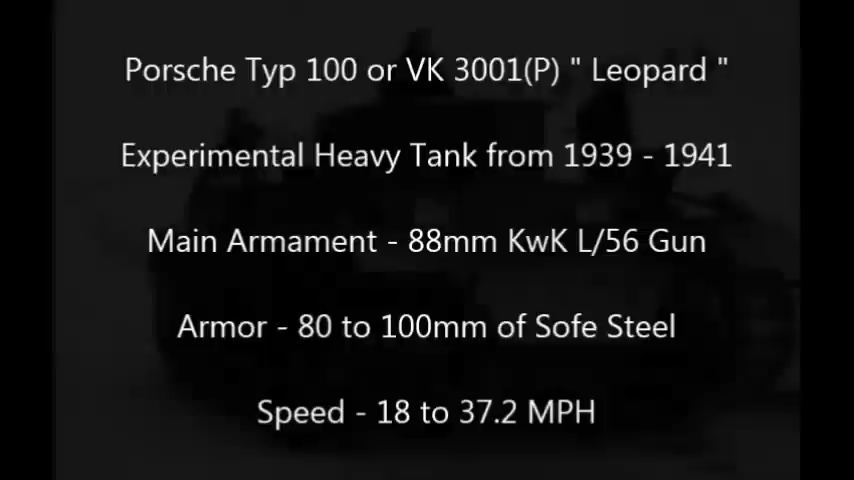 Porsche Typ 100 or VK 3001(P) " Leopard "
Experimental Heavy Tank from 1939 - 1941
Main Armament - 88mm KwK L/56 Gun
Armor - 80 to 100mm of Sofe Steel
Speed - 18 to 37.2 MPH